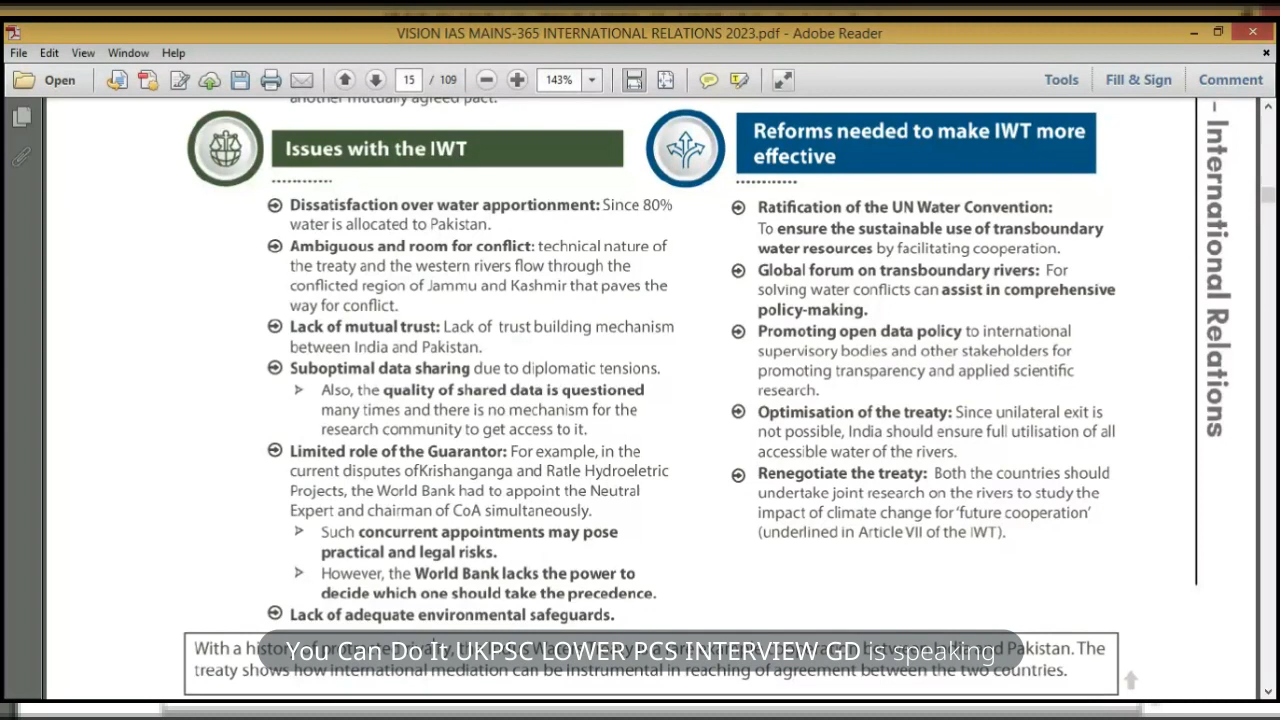 VISION IAS MAINS-365 INTERNATIONAL RELATIONS 2023.pdf - Adobe Reader
File Edit View Window Help
Open 15 / 109 143% Tools Fill & Sign Comment
another mutually agreed pact.
Issues with the IWT
Dissatisfaction over water apportionment: Since 80%
water is allocated to Pakistan.
Ambiguous and room for conflict: technical nature of
the treaty and the western rivers flow through the
conflicted region of Jammu and Kashmir that paves the
way for conflict.
Lack of mutual trust: Lack of trust building mechanism
between India and Pakistan.
Suboptimal data sharing due to diplomatic tensions.
Also, the quality of shared data is questioned
many times and there is no mechanism for the
research community to get access to it.
Limited role of the Guarantor: For example, in the
current disputes ofKrishanganga and Ratle Hydroeletric
Projects, the World Bank had to appoint the Neutral
Expert and chairman of CoA simultaneously.
Such concurrent appointments may pose
practical and legal risks.
However, the World Bank lacks the power to
decide which one should take the precedence.
Lack of adequate environmental safeguards.
Reforms needed to make IWT more
effective
Ratification of the UN Water Convention:
To ensure the sustainable use of transboundary
water resources by facilitating cooperation.
Global forum on transboundary rivers: For
solving water conflicts can assist in comprehensive
policy-making.
Promoting open data policy to international
supervisory bodies and other stakeholders for
promoting transparency and applied scientific
research.
Optimisation of the treaty: Since unilateral exit is
not possible, India should ensure full utilisation of all
accessible water of the rivers.
Renegotiate the treaty: Both the countries should
undertake joint research on the rivers to study the
impact of climate change for 'future cooperation'
(underlined in Article VII of the IWT).
– International Relations
With a history of Pakistan. The
You Can Do It UKPSC LOWER PCS INTERVIEW GD is speaking
treaty shows how international mediation can be instrumental in reaching of agreement between the two countries.